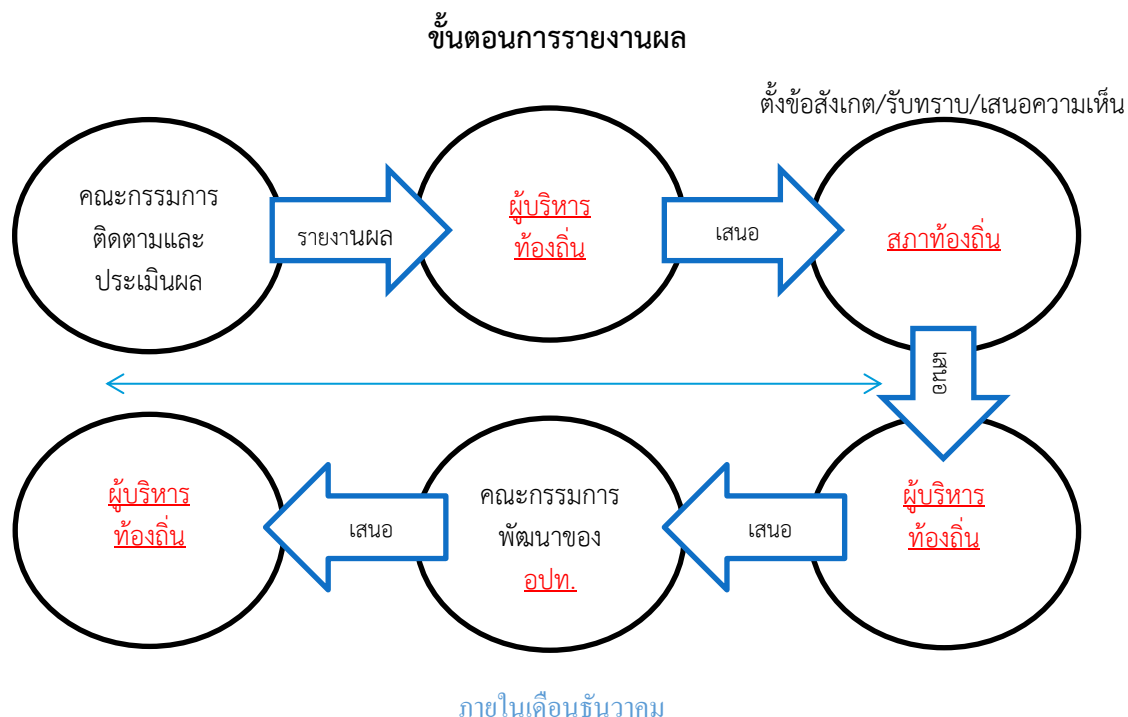 ขั้นตอนการรายงานผล
ตั้งข้อสังเกต/รับทราบ/เสนอความเห็น
คณะกรรมการ
ติดตามและ
ประเมินผล
รายงานผล
ผู้บริหาร
ท้องถิ่น
เสนอ
สภาท้องถิ่น
เสนอ
ผู้บริหาร
ท้องถิ่น
เสนอ
คณะกรรมการ
พัฒนาของ
อปท.
เสนอ
ผู้บริหาร
ท้องถิ่น
ภายในเดือนธันวาคม